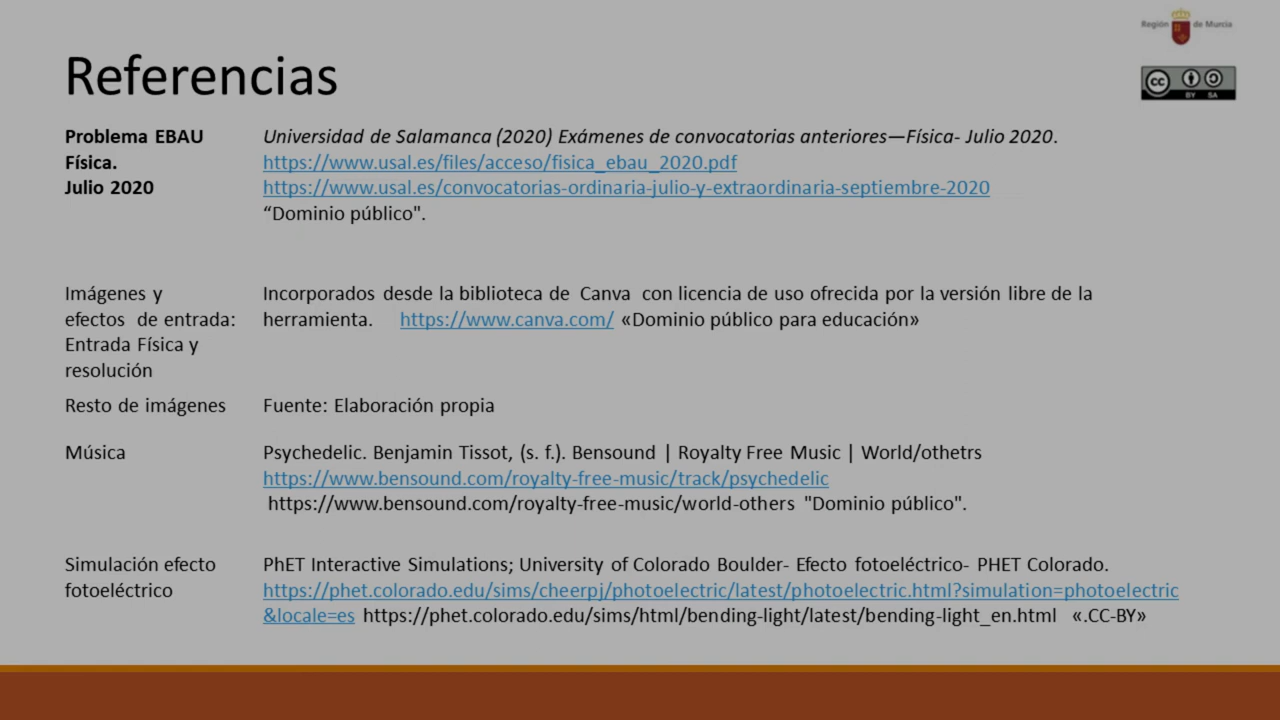 Región de Murcia
CC BY SA
Referencias
Problema EBAU
Física.
Julio 2020
Universidad de Salamanca (2020) Exámenes de convocatorias anteriores—Física- Julio 2020.
https://www.usal.es/files/acceso/fisica_ebau_2020.pdf
https://www.usal.es/convocatorias-ordinaria-julio-y-extraordinaria-septiembre-2020
“Dominio público".
Imágenes y
efectos de entrada:
Entrada Física y
resolución
Incorporados desde la biblioteca de Canva con licencia de uso ofrecida por la versión libre de la
herramienta. https://www.canva.com/ «Dominio público para educación»
Resto de imágenes
Fuente: Elaboración propia
Música
Psychedelic. Benjamin Tissot, (s. f.). Bensound | Royalty Free Music | World/othetrs
https://www.bensound.com/royalty-free-music/track/psychedelic
https://www.bensound.com/royalty-free-music/world-others "Dominio público".
Simulación efecto
fotoeléctrico
PhET Interactive Simulations; University of Colorado Boulder- Efecto fotoeléctrico- PHET Colorado.
https://phet.colorado.edu/sims/cheerpj/photoelectric/latest/photoelectric.html?simulation=photoelectric
&locale=es https://phet.colorado.edu/sims/html/bending-light/latest/bending-light_en.html «.CC-BY»